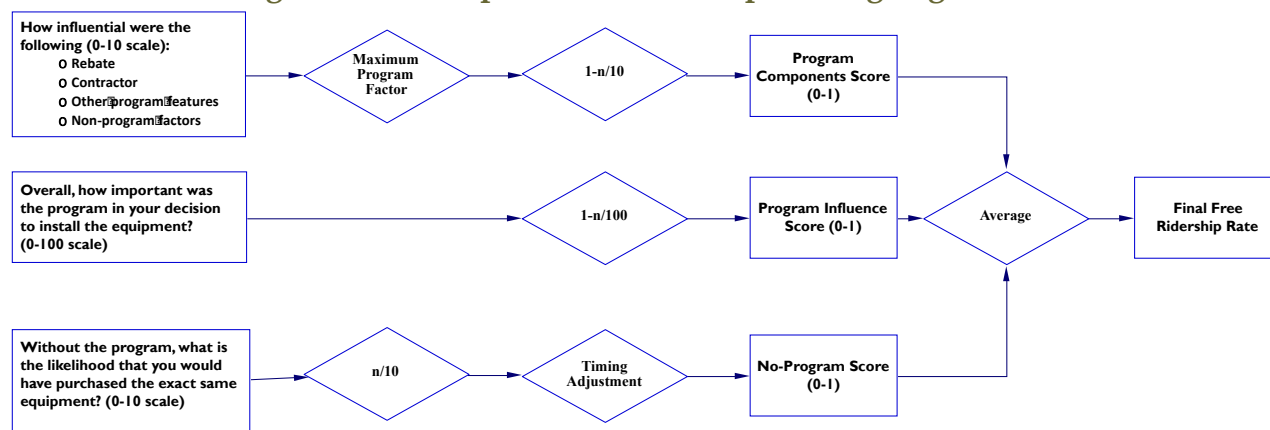 How influential were the
following (0-10 scale):
o Rebate
o Contractor
o Other program features
o Non-program factors
Maximum
Program
Factor
1-n/10
Program
Components Score
(0-1)
Overall, how important was
the program in your decision
to install the equipment?
(0-100 scale)
1-n/100
Program Influence
Score (0-1)
Average
Final Free
Ridership Rate
Without the program, what is
the likelihood that you would
have purchased the exact same
equipment? (0-10 scale)
n/10
Timing
Adjustment
No-Program Score
(0-1)